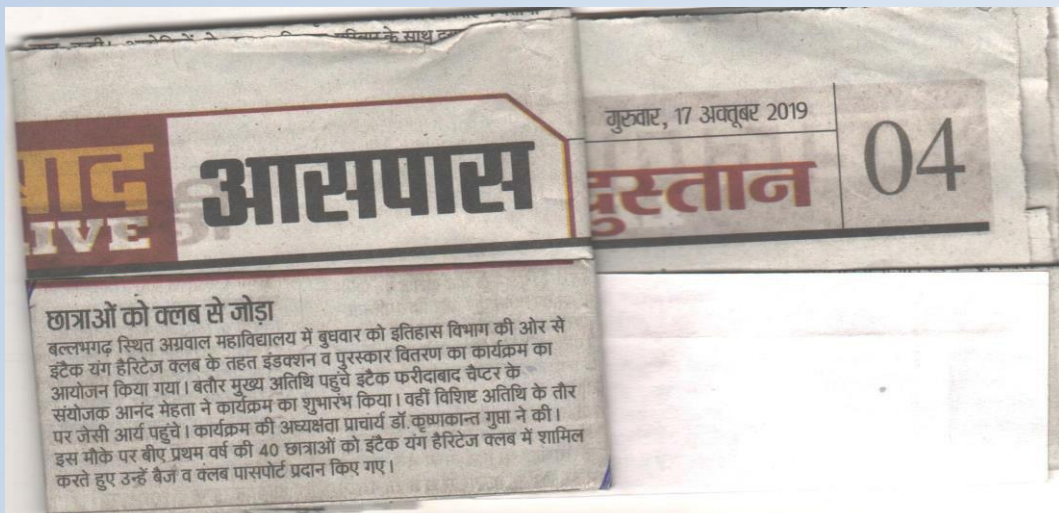 के साथ
बाद
LIVE
आसपास
गुरुवार, 17 अक्तूबर 2019
दुस्तान
04
छात्राओं को क्लब से जोड़ा
बल्लभगढ़ स्थित अग्रवाल महाविद्यालय में बुधवार को इतिहास विभाग की ओर से
इंटैक यंग हैरिटेज क्लब के तहत इंडक्शन व पुरस्कार वितरण का कार्यक्रम का
आयोजन किया गया। बतौर मुख्य अतिथि पहुंचे इंटैक फरीदाबाद चैप्टर के
संयोजक आनंद मेहता ने कार्यक्रम का शुभारंभ किया। वहीं विशिष्ट अतिथि के तौर
पर जेसी आर्य पहुंचे। कार्यक्रम की अध्यक्षता प्राचार्य डॉ. कृष्णकान्त गुप्ता ने की।
इस मौके पर बीए प्रथम वर्ष की 40 छात्राओं को इंटैक यंग हैरिटेज क्लब में शामिल
करते हुए उन्हें बैज व क्लब पासपोर्ट प्रदान किए गए।